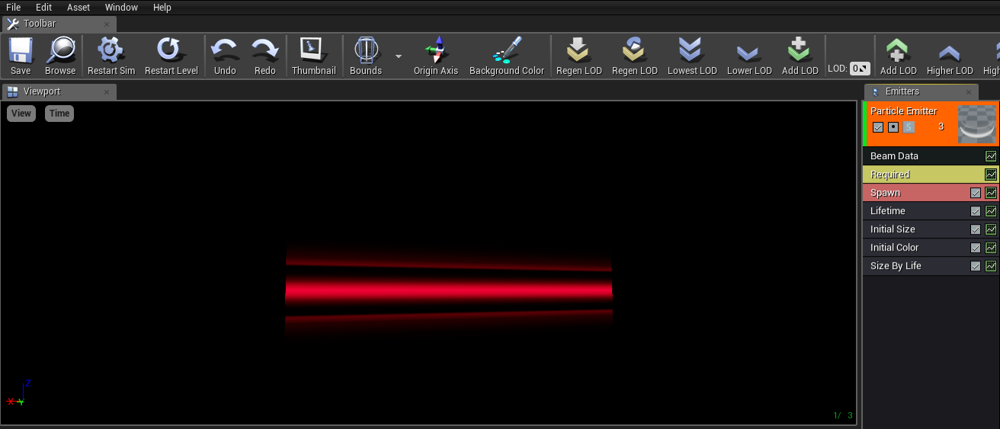 File Edit Asset Window Help
Toolbar
Save Browse Restart Sim Restart Level Undo Redo Thumbnail Bounds Origin Axis Background Color Regen LOD Regen LOD Lowest LOD Lower LOD Add LOD LOD: 0 Add LOD Higher LOD High
Viewport
Emitters
View Time
Particle Emitter
S 3
Beam Data
Required
Spawn
Lifetime
Initial Size
Initial Color
Size By Life
Z
X Y
1/ 3